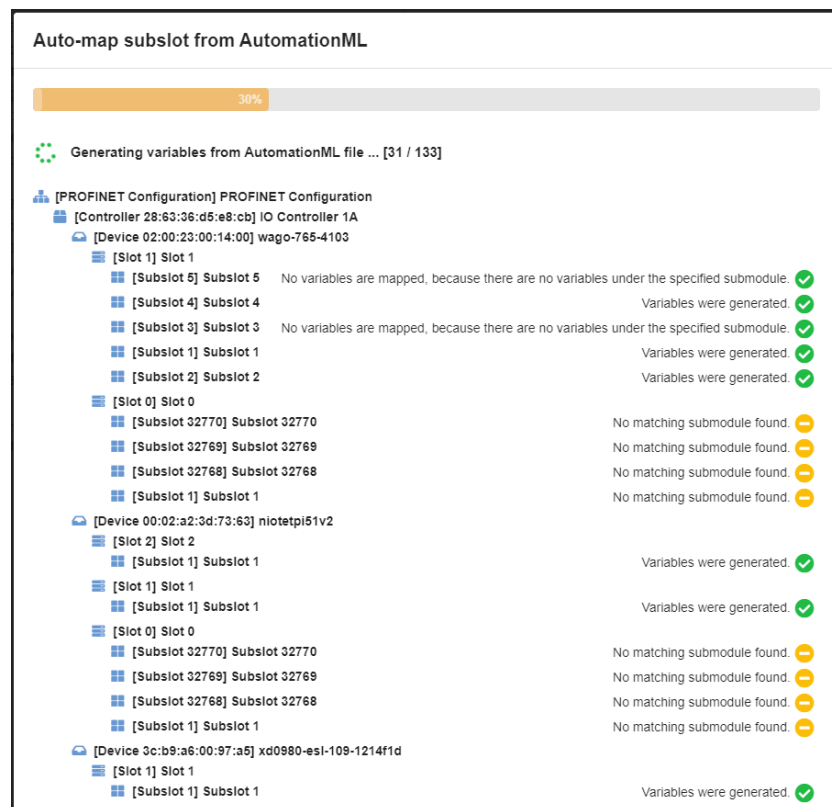 Auto-map subslot from AutomationML
30%
Generating variables from AutomationML file ... [31 / 133]
[PROFINET Configuration] PROFINET Configuration
[Controller 28:63:36:d5:e8:cb] IO Controller 1A
[Device 02:00:23:00:14:00] wago-765-4103
[Slot 1] Slot 1
[Subslot 5] Subslot 5 No variables are mapped, because there are no variables under the specified submodule.
[Subslot 4] Subslot 4 Variables were generated.
[Subslot 3] Subslot 3 No variables are mapped, because there are no variables under the specified submodule.
[Subslot 1] Subslot 1 Variables were generated.
[Subslot 2] Subslot 2 Variables were generated.
[Slot 0] Slot 0
[Subslot 32770] Subslot 32770 No matching submodule found.
[Subslot 32769] Subslot 32769 No matching submodule found.
[Subslot 32768] Subslot 32768 No matching submodule found.
[Subslot 1] Subslot 1 No matching submodule found.
[Device 00:02:a2:3d:73:63] niotetpi51v2
[Slot 2] Slot 2
[Subslot 1] Subslot 1 Variables were generated.
[Slot 1] Slot 1
[Subslot 1] Subslot 1 Variables were generated.
[Slot 0] Slot 0
[Subslot 32770] Subslot 32770 No matching submodule found.
[Subslot 32769] Subslot 32769 No matching submodule found.
[Subslot 32768] Subslot 32768 No matching submodule found.
[Subslot 1] Subslot 1 No matching submodule found.
[Device 3c:b9:a6:00:97:a5] xd0980-esl-109-1214f1d
[Slot 1] Slot 1
[Subslot 1] Subslot 1 Variables were generated.